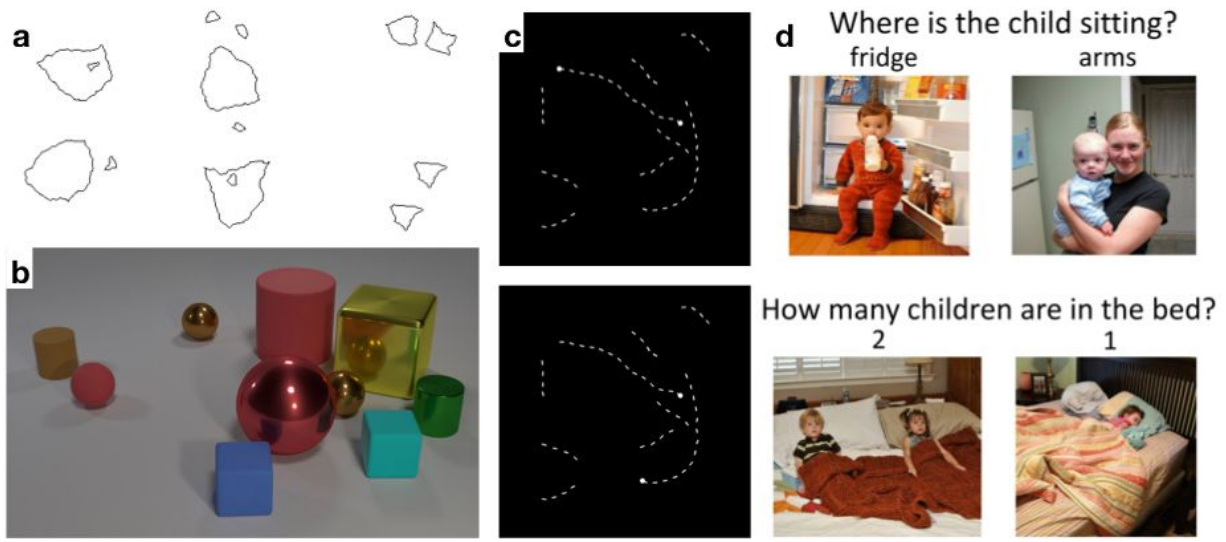 a
b
c
d
Where is the child sitting?
fridge
arms
How many children are in the bed?
2
1